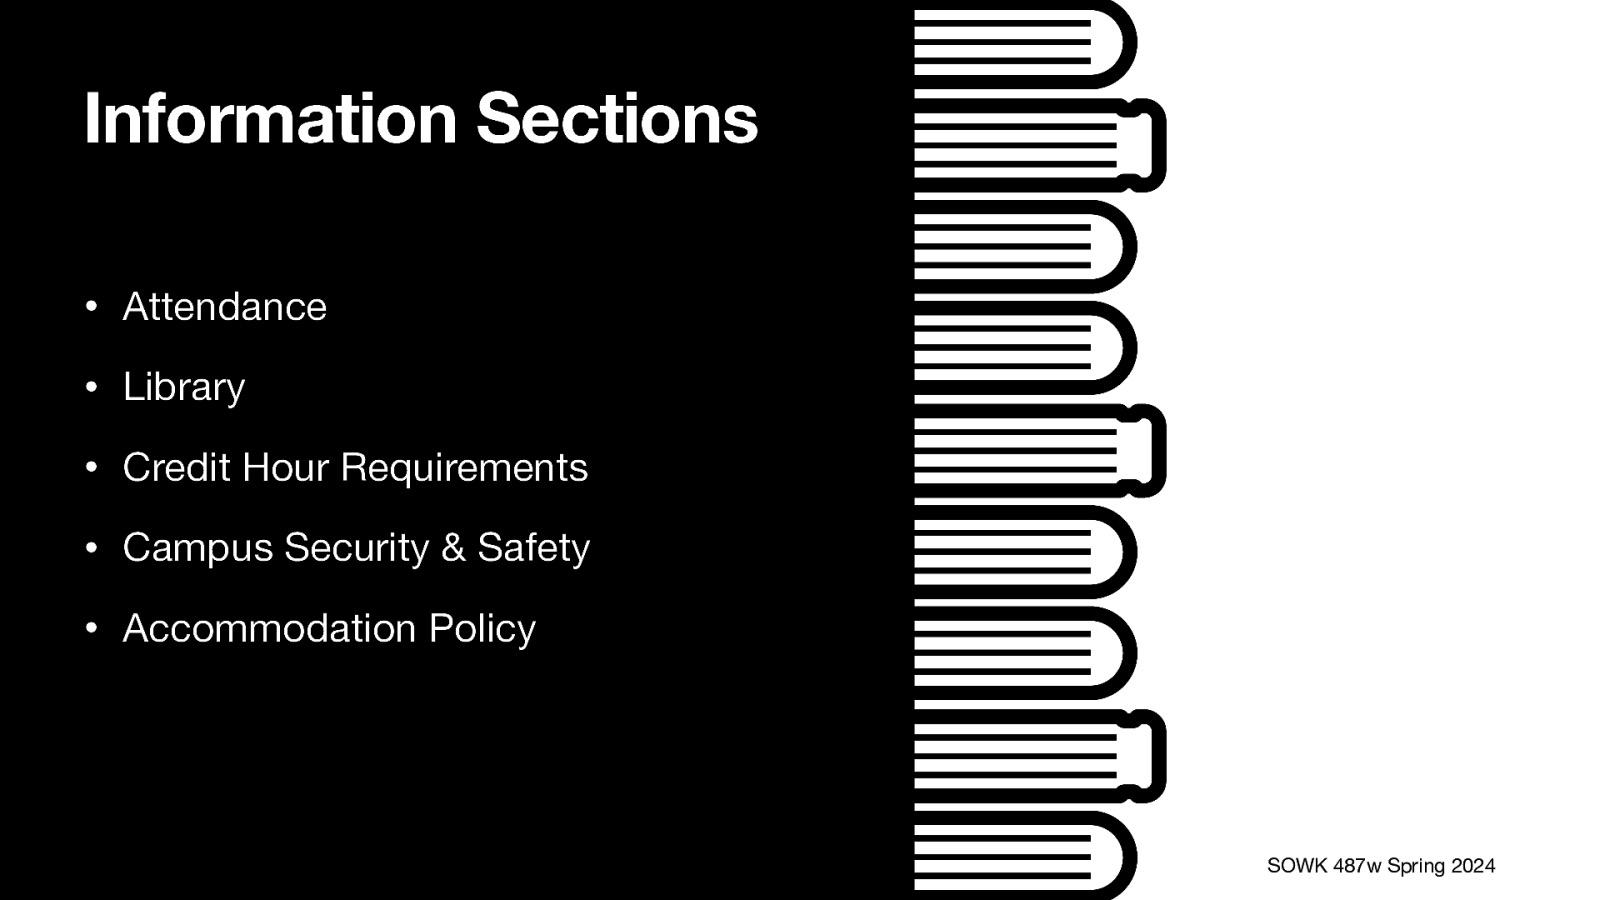 Information Sections
• Attendance
• Library
• Credit Hour Requirements
• Campus Security & Safety
• Accommodation Policy
SOWK 487w Spring 2024